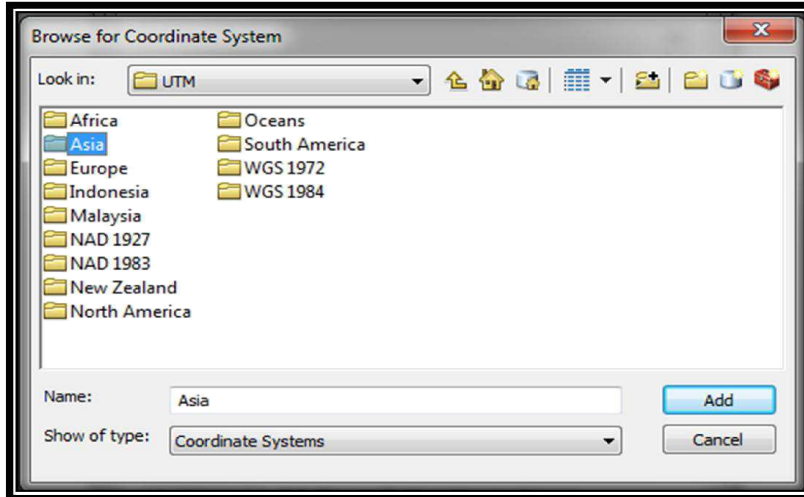 Browse for Coordinate System
Look in: UTM
Africa
Asia
Europe
Indonesia
Malaysia
NAD 1927
NAD 1983
New Zealand
North America
Oceans
South America
WGS 1972
WGS 1984
Name: Asia Add
Show of type: Coordinate Systems Cancel